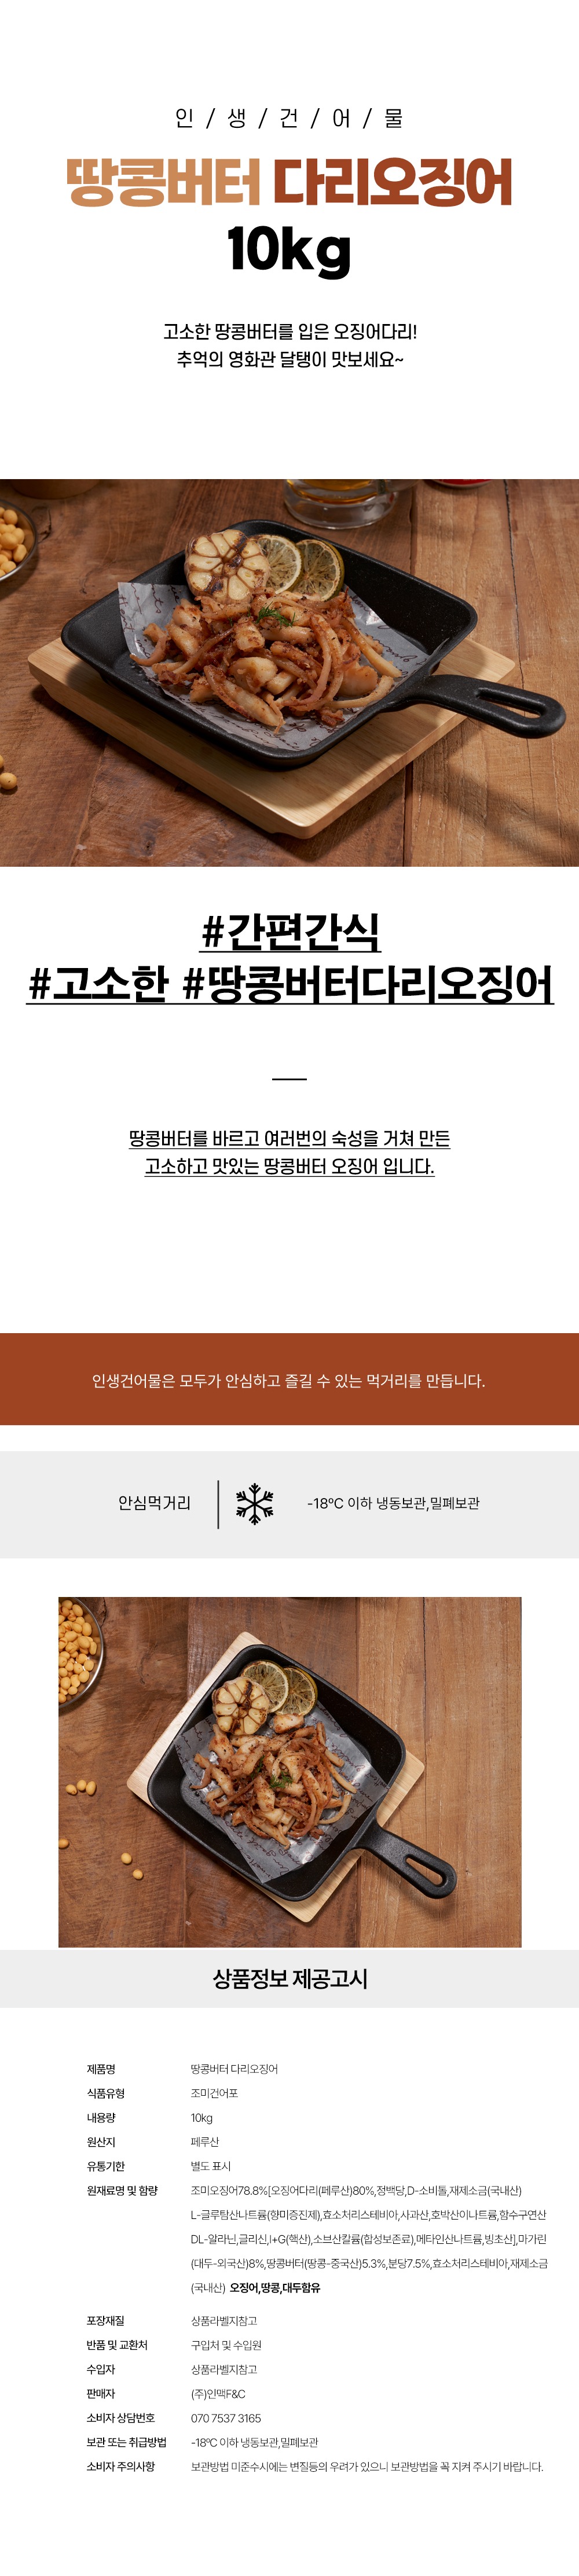 인 / 생 / 건 / 어 / 물
땅콩버터 다리오징어
10kg
고소한 땅콩버터를 입은 오징어다리!
추억의 영화관 달탱이 맛보세요~
#간편간식
#고소한 #땅콩버터다리오징어
땅콩버터를 바르고 여러번의 숙성을 거쳐 만든
고소하고 맛있는 땅콩버터 오징어 입니다.
인생건어물은 모두가 안심하고 즐길 수 있는 먹거리를 만듭니다.
안심먹거리 -18ºC 이하 냉동보관,밀폐보관
상품정보 제공고시
제품명 땅콩버터 다리오징어
식품유형 조미건어포
내용량 10kg
원산지 페루산
유통기한 별도 표시
원재료명 및 함량 조미오징어78.8%[오징어다리(페루산)80%,정백당,D-소비톨,재제소금(국내산)
L-글루탐산나트륨(향미증진제),효소처리스테비아,사과산,호박산이나트륨,함수구연산
DL-알라닌,글리신,I+G(핵산),소브산칼륨(합성보존료),메타인산나트륨,빙초산],마가린
(대두-외국산)8%,땅콩버터(땅콩-중국산)5.3%,분당7.5%,효소처리스테비아,재제소금
(국내산) 오징어,땅콩,대두함유
포장재질 상품라벨지참고
반품 및 교환처 구입처 및 수입원
수입자 상품라벨지참고
판매자 (주)인맥F&C
소비자 상담번호 070 7537 3165
보관 또는 취급방법 -18ºC 이하 냉동보관,밀폐보관
소비자 주의사항 보관방법 미준수시에는 변질등의 우려가 있으니 보관방법을 꼭 지켜 주시기 바랍니다.